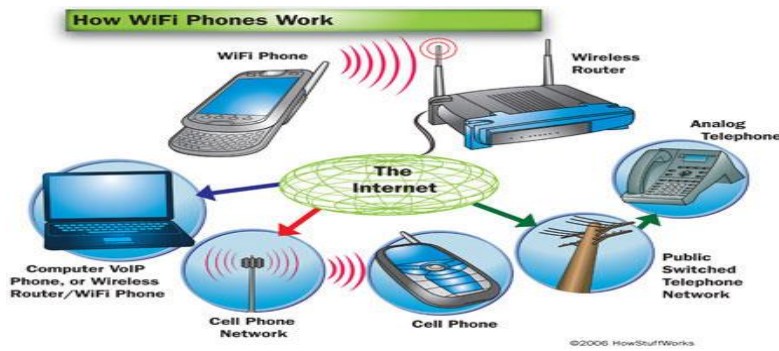 How WiFi Phones Work
WiFi Phone
Wireless
Router
Analog
Telephone
The
Internet
Computer VoIP
Phone, or Wireless
Router/WiFi Phone
Cell Phone
Network
Cell Phone
Public
Switched
Telephone
Network
©2006 HowStuffWorks